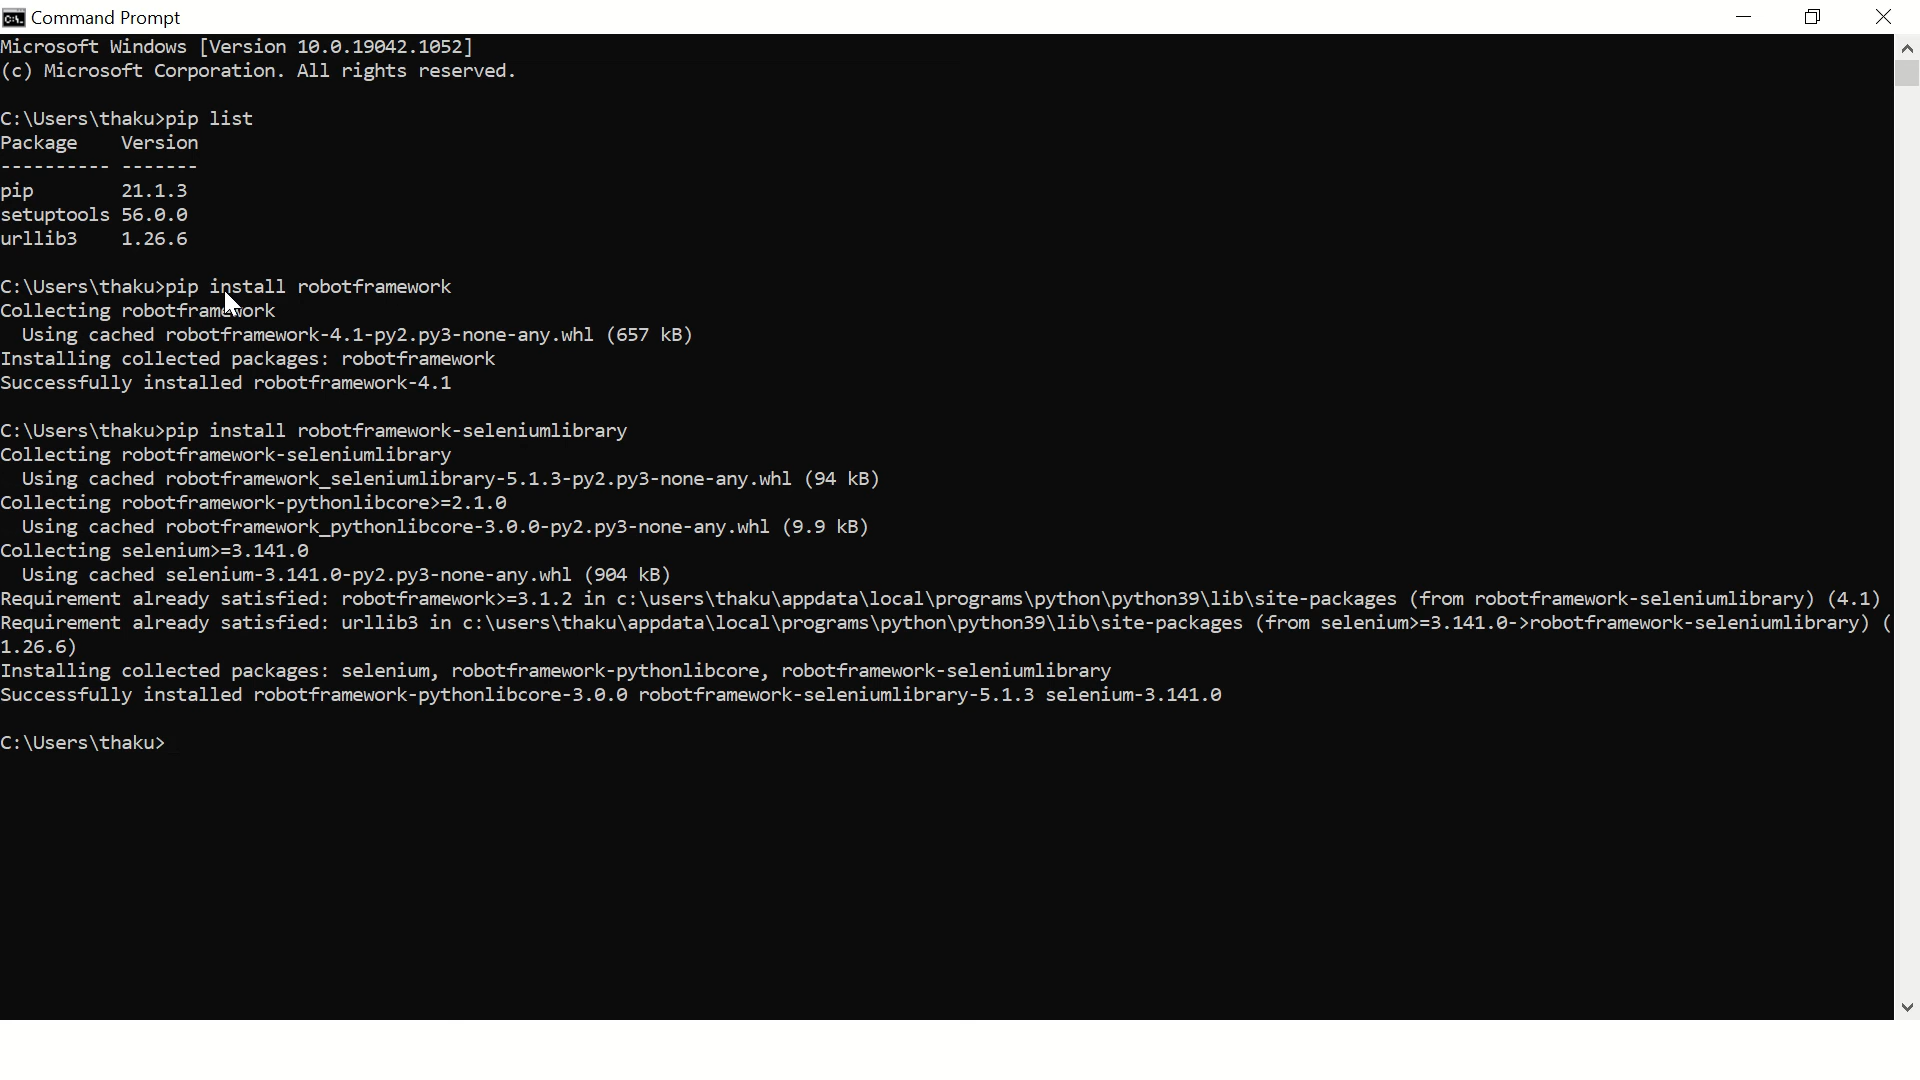 Command Prompt
Microsoft Windows [Version 10.0.19042.1052]
(c) Microsoft Corporation. All rights reserved.
C:\Users\thaku>pip list
Package    Version
---------- -------
pip        21.1.3
setuptools 56.0.0
urllib3    1.26.6
C:\Users\thaku>pip install robotframework
Collecting robotframework
  Using cached robotframework-4.1-py2.py3-none-any.whl (657 kB)
Installing collected packages: robotframework
Successfully installed robotframework-4.1
C:\Users\thaku>pip install robotframework-seleniumlibrary
Collecting robotframework-seleniumlibrary
  Using cached robotframework_seleniumlibrary-5.1.3-py2.py3-none-any.whl (94 kB)
Collecting robotframework-pythonlibcore>=2.1.0
  Using cached robotframework_pythonlibcore-3.0.0-py2.py3-none-any.whl (9.9 kB)
Collecting selenium>=3.141.0
  Using cached selenium-3.141.0-py2.py3-none-any.whl (904 kB)
Requirement already satisfied: robotframework>=3.1.2 in c:\users\thaku\appdata\local\programs\python\python39\lib\site-packages (from robotframework-seleniumlibrary) (4.1)
Requirement already satisfied: urllib3 in c:\users\thaku\appdata\local\programs\python\python39\lib\site-packages (from selenium>=3.141.0->robotframework-seleniumlibrary) (
1.26.6)
Installing collected packages: selenium, robotframework-pythonlibcore, robotframework-seleniumlibrary
Successfully installed robotframework-pythonlibcore-3.0.0 robotframework-seleniumlibrary-5.1.3 selenium-3.141.0
C:\Users\thaku>